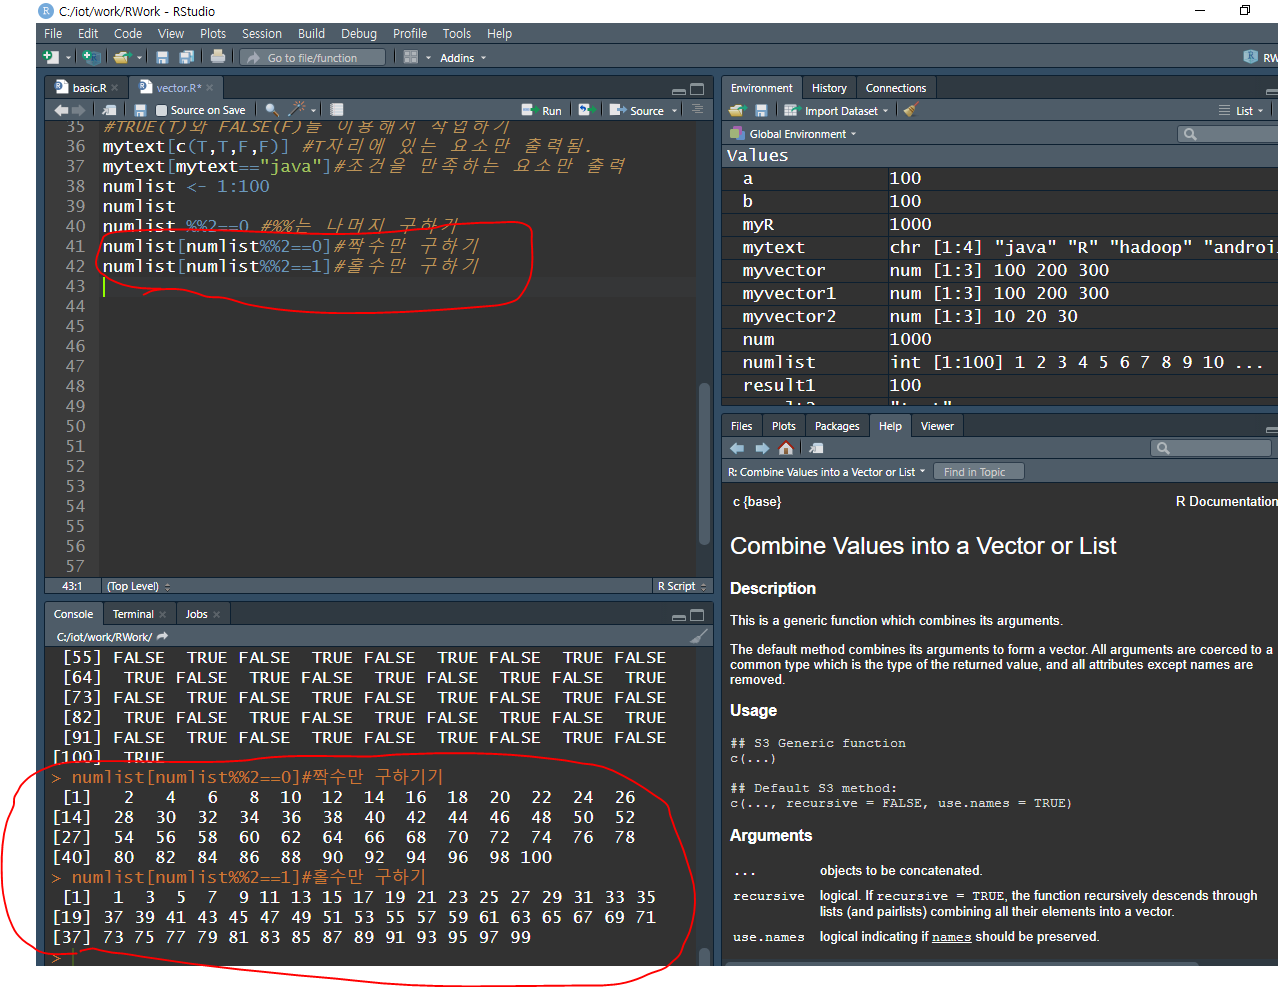 C:/iot/work/RWork - RStudio
File Edit Code View Plots Session Build Debug Profile Tools Help
Go to file/function Addins RW
basic.R vector.R*
Source on Save Run Source
35 #TRUE(T)와 FALSE(F)를 이용해서 작업하기
36 mytext[c(T,T,F,F)] #T자리에 있는 요소만 출력됨.
37 mytext[mytext=="java"]#조건을 만족하는 요소만 출력
38 numlist <- 1:100
39 numlist
40 numlist %%2==0 #%%는 나머지 구하기
41 numlist[numlist%%2==0]#짝수만 구하기
42 numlist[numlist%%2==1]#홀수만 구하기
43
44
45
46
47
48
49
50
51
52
53
54
55
56
57
43:1 (Top Level) R Script
Console Terminal Jobs
C:/iot/work/RWork/
[55] FALSE TRUE FALSE TRUE FALSE TRUE FALSE TRUE FALSE
[64] TRUE FALSE TRUE FALSE TRUE FALSE TRUE FALSE TRUE
[73] FALSE TRUE FALSE TRUE FALSE TRUE FALSE TRUE FALSE
[82] TRUE FALSE TRUE FALSE TRUE FALSE TRUE FALSE TRUE
[91] FALSE TRUE FALSE TRUE FALSE TRUE FALSE TRUE FALSE
[100] TRUE
> numlist[numlist%%2==0]#짝수만 구하기기
[1] 2 4 6 8 10 12 14 16 18 20 22 24 26
[14] 28 30 32 34 36 38 40 42 44 46 48 50 52
[27] 54 56 58 60 62 64 66 68 70 72 74 76 78
[40] 80 82 84 86 88 90 92 94 96 98 100
> numlist[numlist%%2==1]#홀수만 구하기
[1] 1 3 5 7 9 11 13 15 17 19 21 23 25 27 29 31 33 35
[19] 37 39 41 43 45 47 49 51 53 55 57 59 61 63 65 67 69 71
[37] 73 75 77 79 81 83 85 87 89 91 93 95 97 99
>
Environment History Connections
Import Dataset List
Global Environment
Values
a 100
b 100
myR 1000
mytext chr [1:4] "java" "R" "hadoop" "androi
myvector num [1:3] 100 200 300
myvector1 num [1:3] 100 200 300
myvector2 num [1:3] 10 20 30
num 1000
numlist int [1:100] 1 2 3 4 5 6 7 8 9 10 ...
result1 100
Files Plots Packages Help Viewer
R: Combine Values into a Vector or List Find in Topic
c {base} R Documentation
Combine Values into a Vector or List
Description
This is a generic function which combines its arguments.
The default method combines its arguments to form a vector. All arguments are coerced to a
common type which is the type of the returned value, and all attributes except names are
removed.
Usage
## S3 Generic function
c(...)
## Default S3 method:
c(..., recursive = FALSE, use.names = TRUE)
Arguments
... objects to be concatenated.
recursive logical. If recursive = TRUE, the function recursively descends through
lists (and pairlists) combining all their elements into a vector.
use.names logical indicating if names should be preserved.